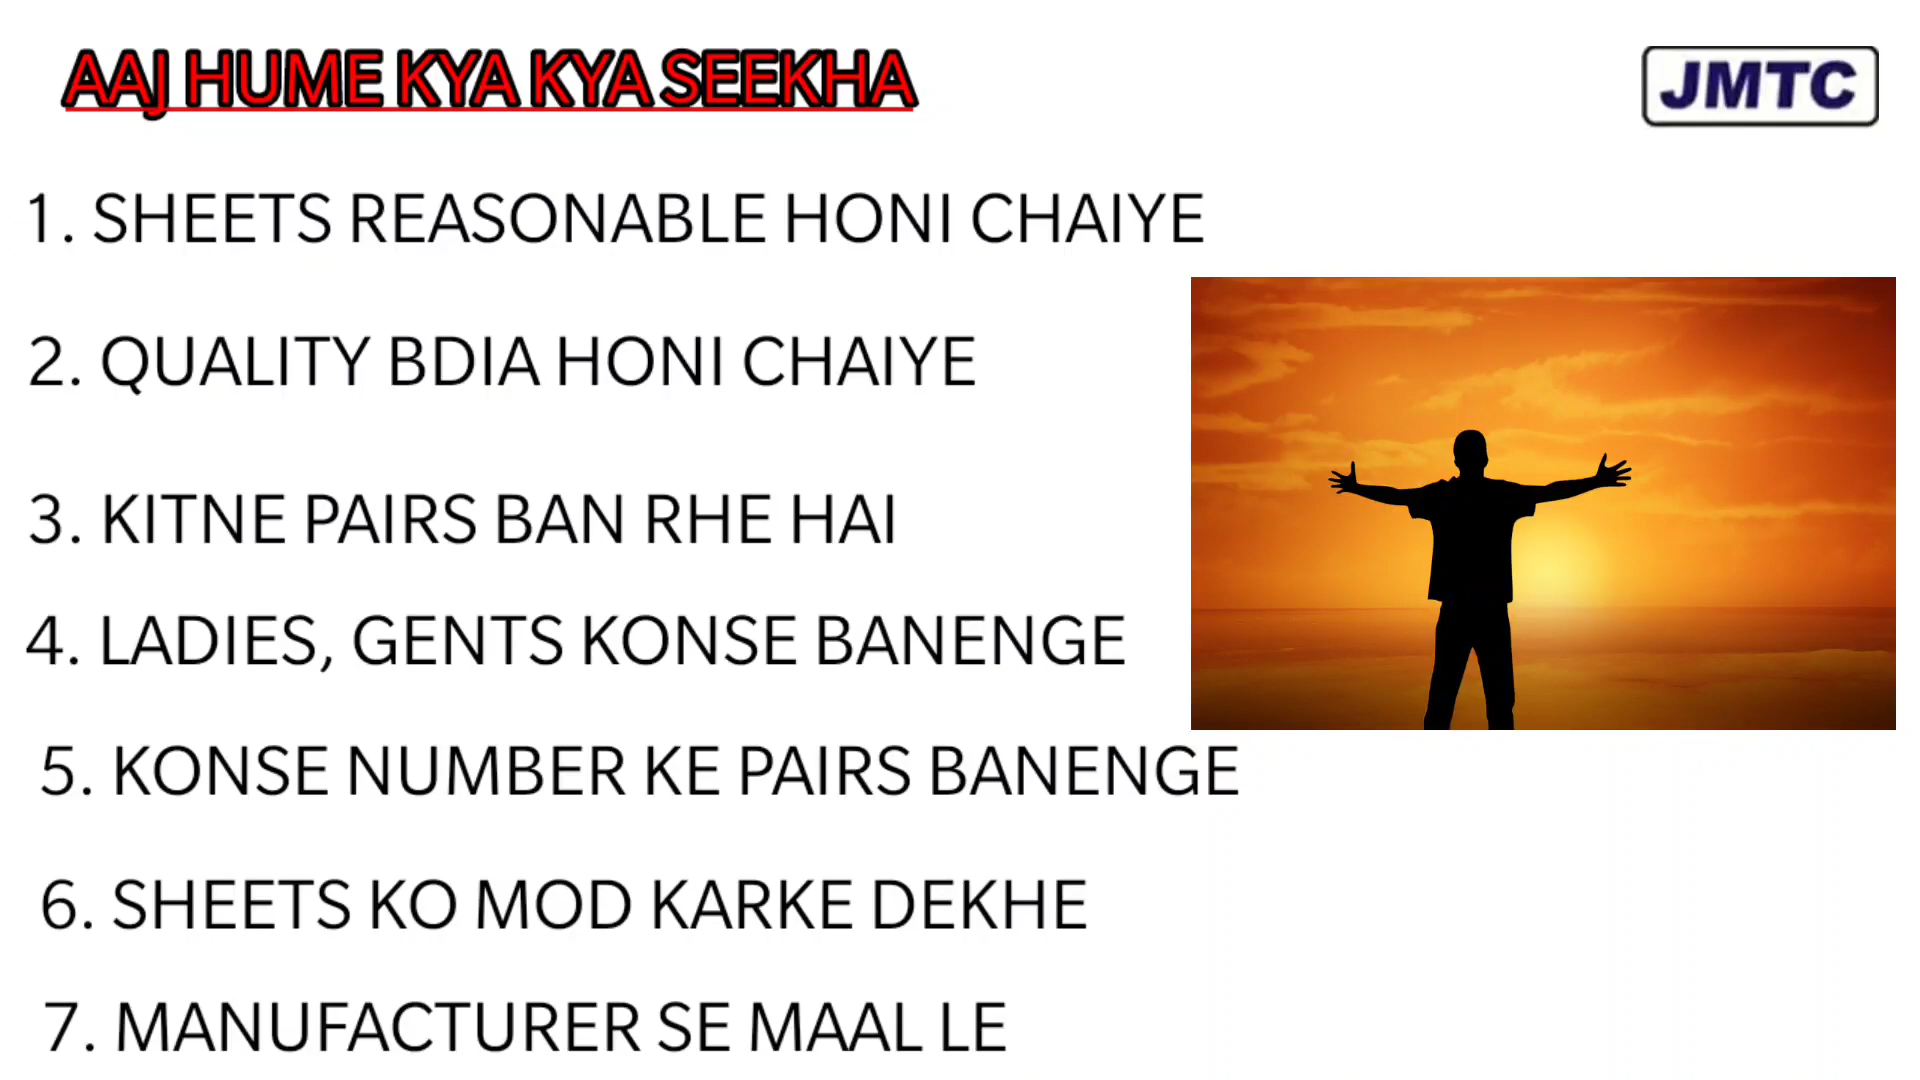 AAJ HUME KYA KYA SEEKHA
JMTC
1. SHEETS REASONABLE HONI CHAIYE
2. QUALITY BDIA HONI CHAIYE
3. KITNE PAIRS BAN RHE HAI
4. LADIES, GENTS KONSE BANENGE
5. KONSE NUMBER KE PAIRS BANENGE
6. SHEETS KO MOD KARKE DEKHE
7. MANUFACTURER SE MAAL LE